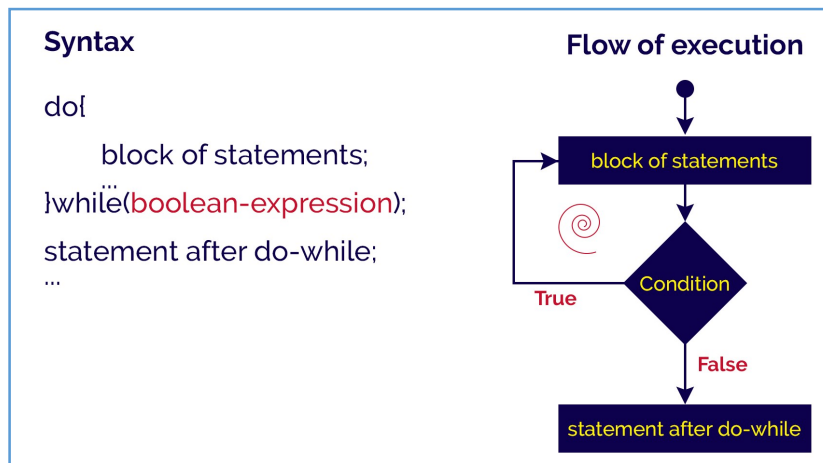 Syntax
do{
block of statements;
...
}while(boolean-expression);
statement after do-while;
...
Flow of execution
block of statements
Condition
True
False
statement after do-while